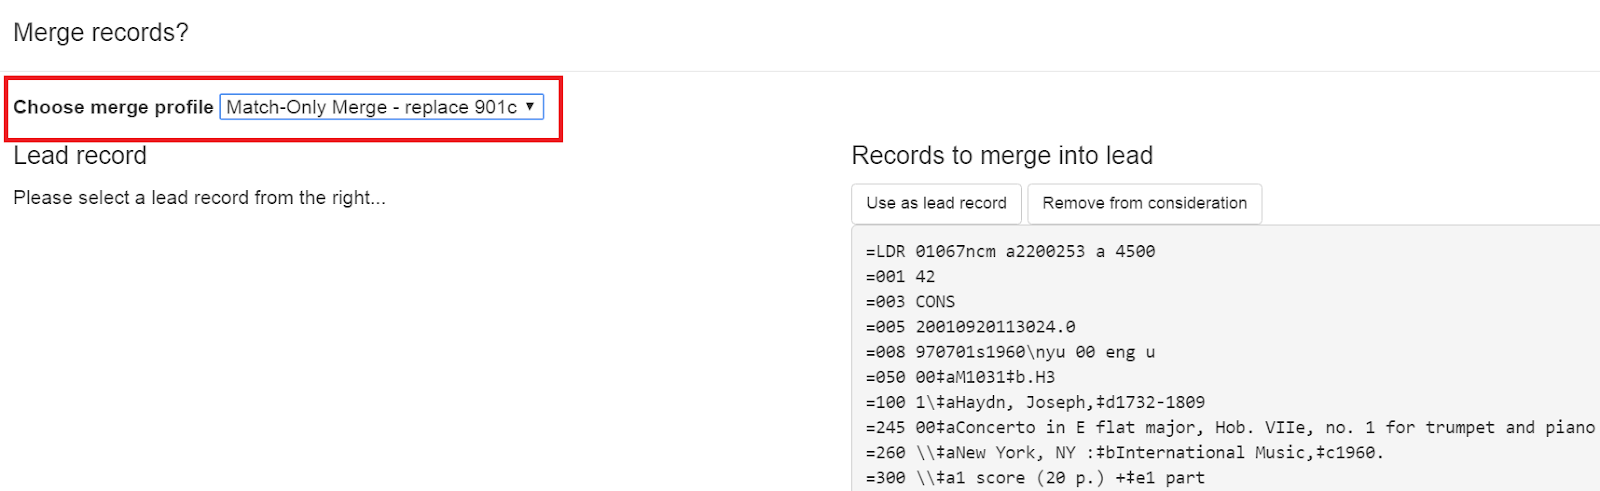 Merge records?
Choose merge profile Match-Only Merge - replace 901c ▼
Lead record
Please select a lead record from the right...
Records to merge into lead
Use as lead record Remove from consideration
=LDR 01067ncm a2200253 a 4500
=001 42
=003 CONS
=005 20010920113024.0
=008 970701s1960\nyu 00 eng u
=050 00‡aM1031‡b.H3
=100 1\‡aHaydn, Joseph,‡d1732-1809
=245 00‡aConcerto in E flat major, Hob. VIIe, no. 1 for trumpet and piano
=260 \\‡aNew York, NY :‡bInternational Music,‡c1960.
=300 \\‡a1 score (20 p.) +‡e1 part